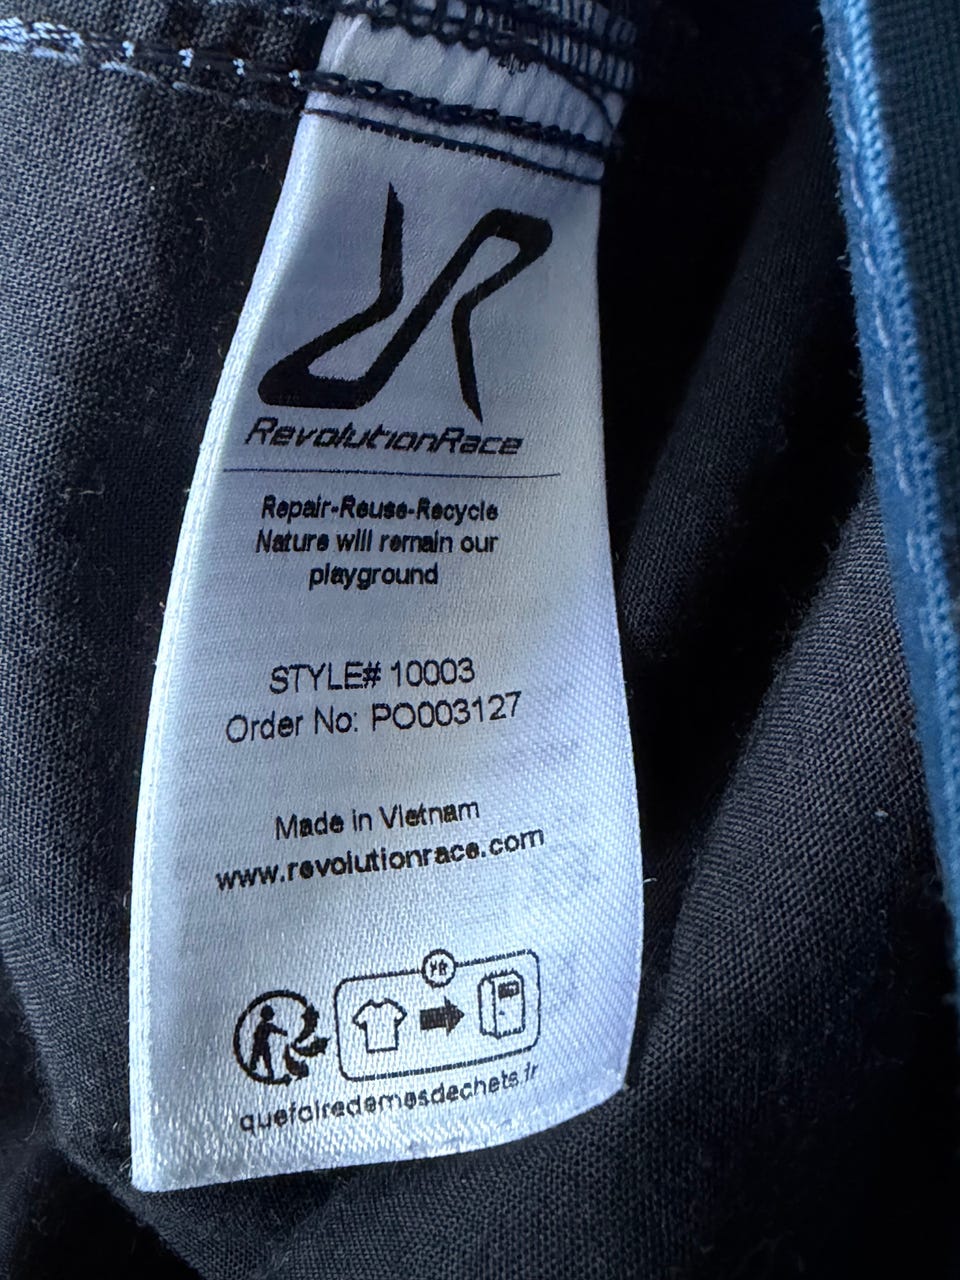 RevolutionRace
Repair-Reuse-Recycle
Nature will remain our
playground
STYLE# 10003
Order No: PO003127
Made in Vietnam
www.revolutionrace.com
FR
quefairedemesdechets.fr